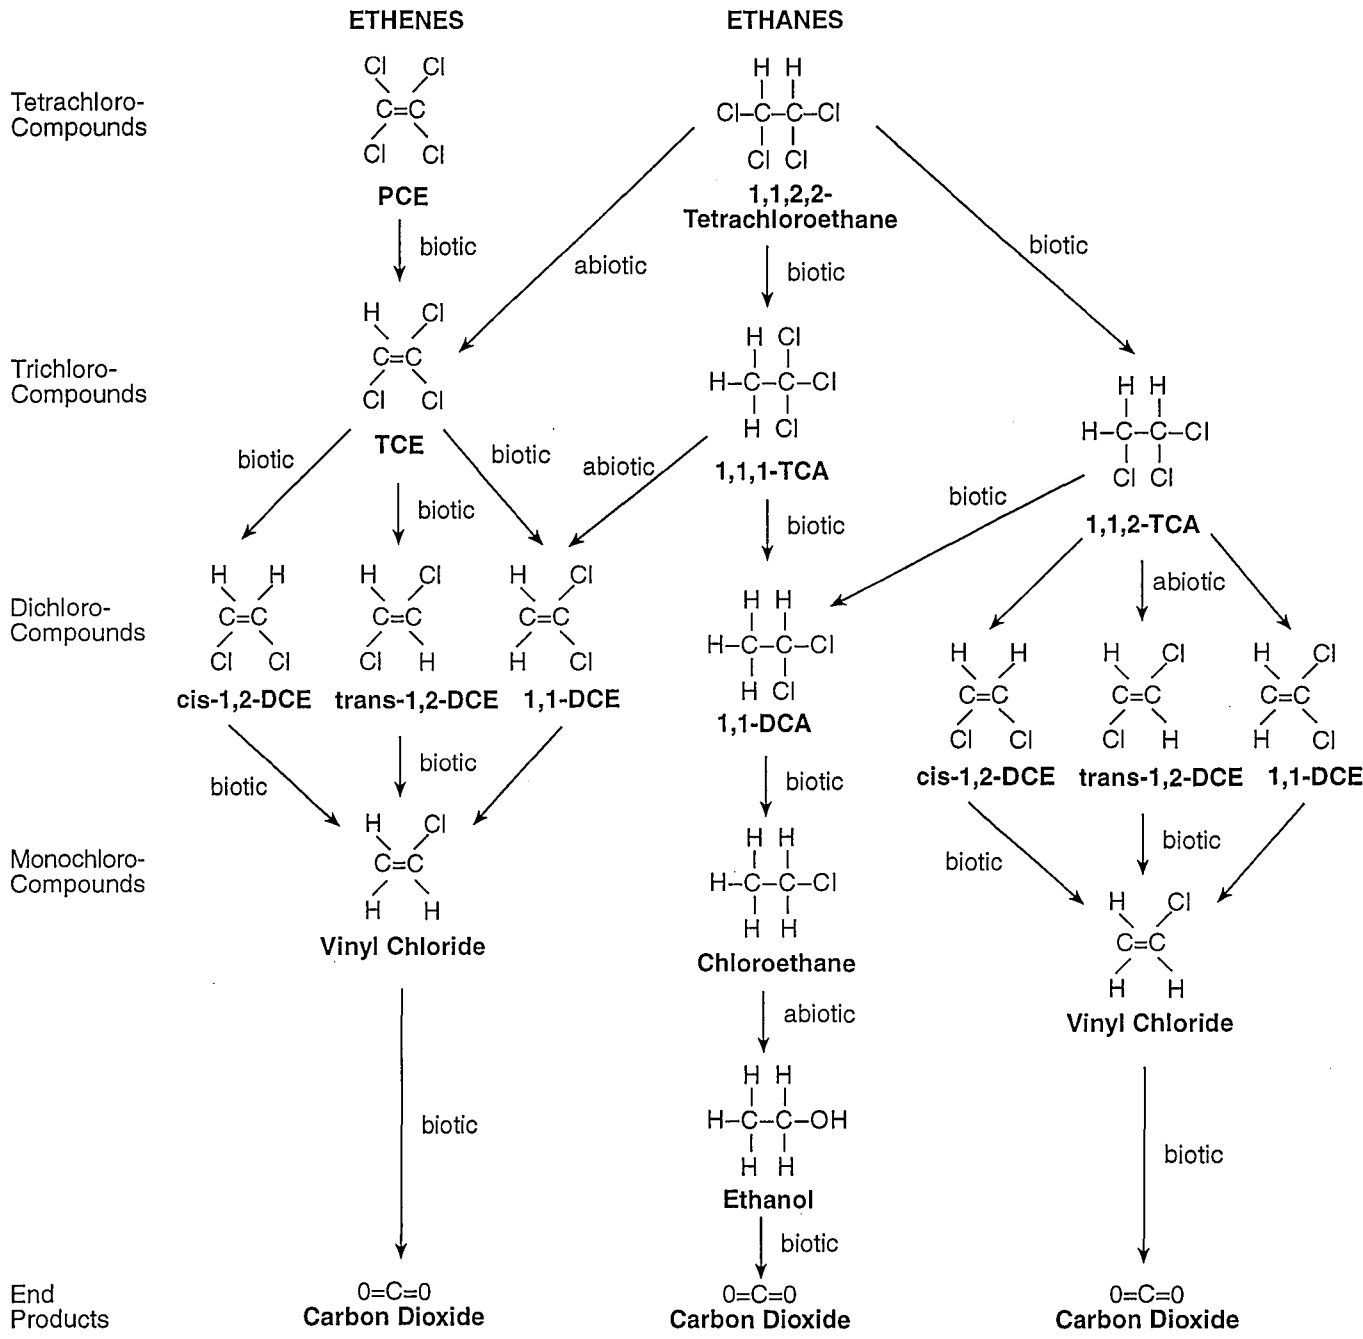 ETHENES ETHANES
Cl Cl
H H
Tetrachloro-
Compounds
C=C
Cl–C–C–Cl
Cl Cl
Cl Cl
PCE
1,1,2,2-
Tetrachloroethane
biotic
abiotic
biotic
biotic
H Cl
H Cl
Trichloro-
Compounds
C=C
H–C–C–Cl
Cl Cl
H Cl
H H
H–C–C–Cl
Cl Cl
TCE
1,1,1-TCA
1,1,2-TCA
biotic
biotic
biotic
abiotic
biotic
biotic
abiotic
H H
H Cl
H Cl
H H
Dichloro-
Compounds
C=C
C=C
C=C
H–C–C–Cl
Cl Cl
Cl H
H Cl
H Cl
cis-1,2-DCE trans-1,2-DCE 1,1-DCE
1,1-DCA
H H
H Cl
H Cl
C=C
C=C
C=C
Cl Cl
Cl H
H Cl
cis-1,2-DCE trans-1,2-DCE 1,1-DCE
biotic
biotic
biotic
biotic
biotic
H Cl
H H
Monochloro-
Compounds
C=C
H–C–C–Cl
H H
H H
Vinyl Chloride
Chloroethane
H Cl
C=C
H H
Vinyl Chloride
abiotic
H H
H–C–C–OH
H H
Ethanol
biotic
biotic
biotic
End
Products
O=C=O
Carbon Dioxide
O=C=O
Carbon Dioxide
O=C=O
Carbon Dioxide